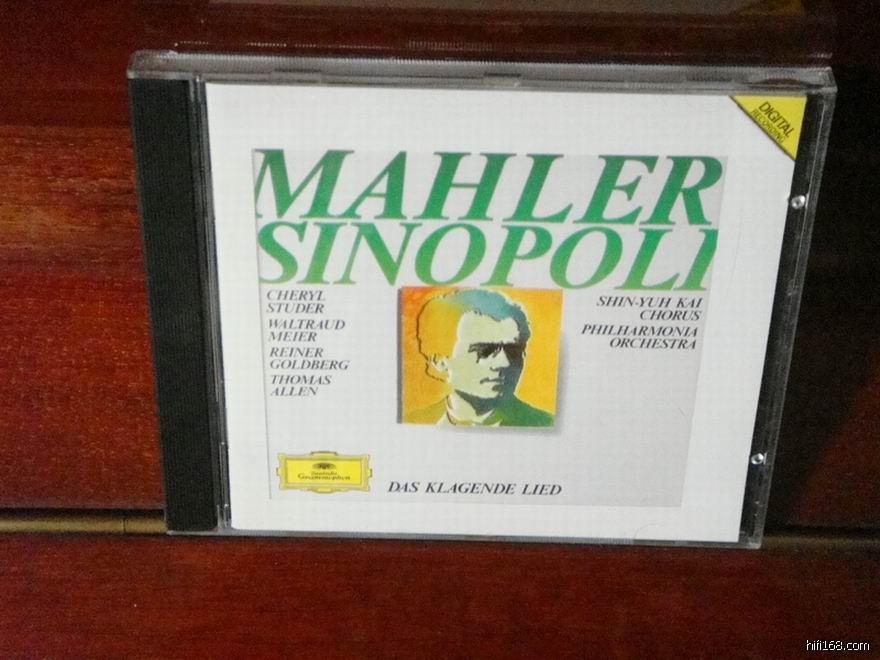 DIGITAL
RECORDING
MAHLER
SINOPOLI
CHERYL
STUDER
WALTRAUD
MEIER
REINER
GOLDBERG
THOMAS
ALLEN
SHIN-YUH KAI
CHORUS
PHILHARMONIA
ORCHESTRA
Deutsche
Grammophon
DAS KLAGENDE LIED
hifi168.com